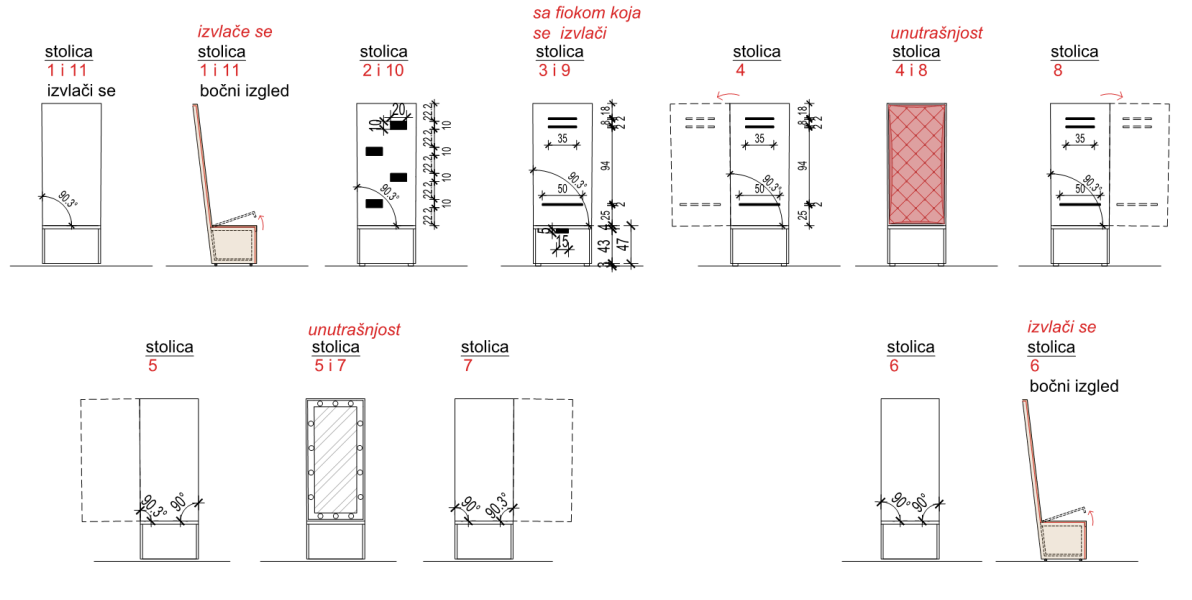 stolica
1 i 11
izvlači se
90.3°
izvlače se
stolica
1 i 11
bočni izgled
stolica
2 i 10
20
10
90.3°
22.2
10
22.2
10
22.2
10
22.2
10
22.2
sa fiokom koja
se izvlači
stolica
3 i 9
35
90.3°
50
5
15
18
2
8
2
94
2
25
4
43
3
47
stolica
4
35
90.3°
50
18
2
8
2
94
2
25
unutrašnjost
stolica
4 i 8
stolica
8
35
90.3°
50
stolica
5
90.3°
90°
unutrašnjost
stolica
5 i 7
stolica
7
90°
90.3°
stolica
6
90°
90°
izvlači se
stolica
6
bočni izgled